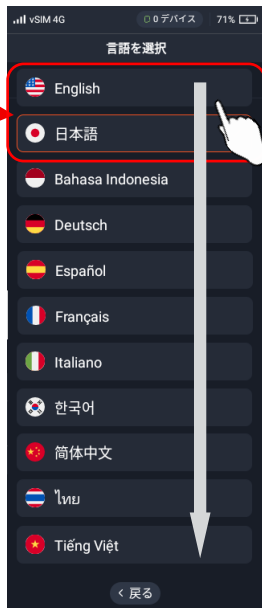 vSIM 4G 0 0デバイス 71%
言語を選択
English
日本語
Bahasa Indonesia
Deutsch
Español
Français
Italiano
한국어
简体中文
ไทย
Tiếng Việt
< 戻る